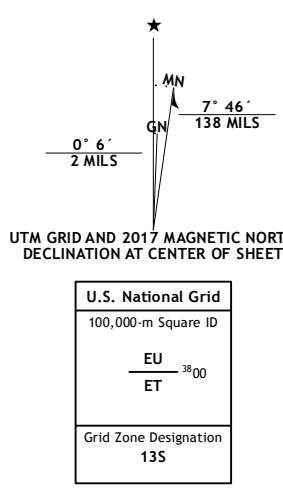 MN
GN
7° 46´
138 MILS
0° 6´
2 MILS
UTM GRID AND 2017 MAGNETIC NORT
DECLINATION AT CENTER OF SHEET
U.S. National Grid
100,000-m Square ID
EU
3800
ET
Grid Zone Designation
13S